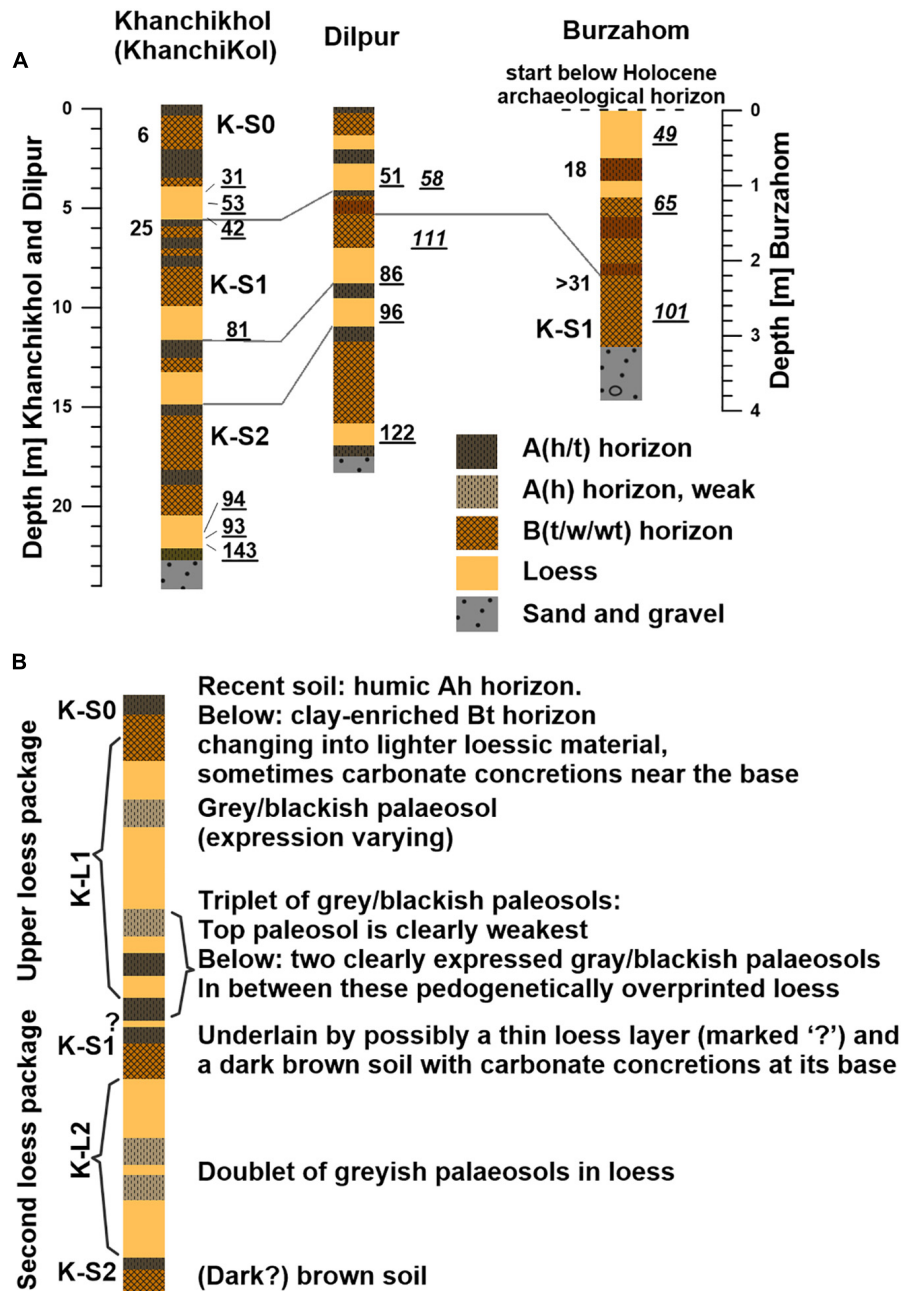 A
Khanchikhol
(KhanchiKol)
Dilpur
Burzahom
start below Holocene
archaeological horizon
Depth [m] Khanchikhol and Dilpur
0
5
10
15
20
6
25
K-S0
31
53
42
K-S1
81
K-S2
94
93
143
51
58
111
86
96
122
18
>31
K-S1
49
65
101
0
1
2
3
4
Depth [m] Burzahom
A(h/t) horizon
A(h) horizon, weak
B(t/w/wt) horizon
Loess
Sand and gravel
B
Upper loess package
Second loess package
K-S0
K-L1
?
K-S1
K-L2
K-S2
Recent soil: humic Ah horizon.
Below: clay-enriched Bt horizon
changing into lighter loessic material,
sometimes carbonate concretions near the base
Grey/blackish palaeosol
(expression varying)
Triplet of grey/blackish paleosols:
Top paleosol is clearly weakest
Below: two clearly expressed gray/blackish palaeosols
In between these pedogenetically overprinted loess
Underlain by possibly a thin loess layer (marked ‘?’) and
a dark brown soil with carbonate concretions at its base
Doublet of greyish palaeosols in loess
(Dark?) brown soil